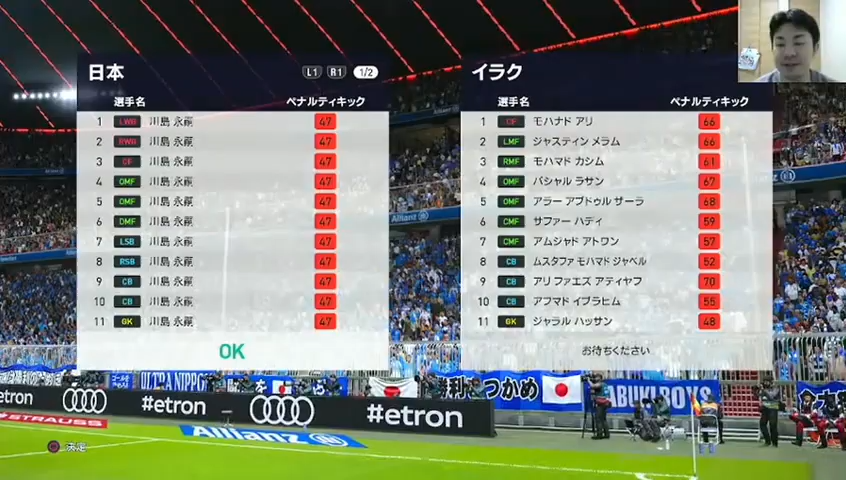 日本
L1 R1 1/2
選手名 ペナルティキック
1 LWG 川島 永嗣 47
2 RWG 川島 永嗣 47
3 CF 川島 永嗣 47
4 OMF 川島 永嗣 47
5 OMF 川島 永嗣 47
6 DMF 川島 永嗣 47
7 LSB 川島 永嗣 47
8 RSB 川島 永嗣 47
9 CB 川島 永嗣 47
10 CB 川島 永嗣 47
11 GK 川島 永嗣 47
OK
イラク
選手名 ペナルティキック
1 CF モハナド アリ 66
2 LMF ジャスティン メラム 66
3 RMF モハマド カシム 61
4 OMF バシャル ラサン 67
5 OMF アラー アブドゥル サーラ 68
6 CMF サファー ハディ 59
7 CMF アムジャド アトワン 57
8 CB ムスタファ モハマド ジャベル 52
9 CB アリ ファエズ アティヤフ 70
10 CB アフマド イブラヒム 55
11 GK ジャラル ハッサン 48
お待ちください
Allianz
ULTRA NIPPO
勝利をつかめ
ABUKI BOYS
etron
#etron
Audi
#etron
STRAUSS
Allianz
決定